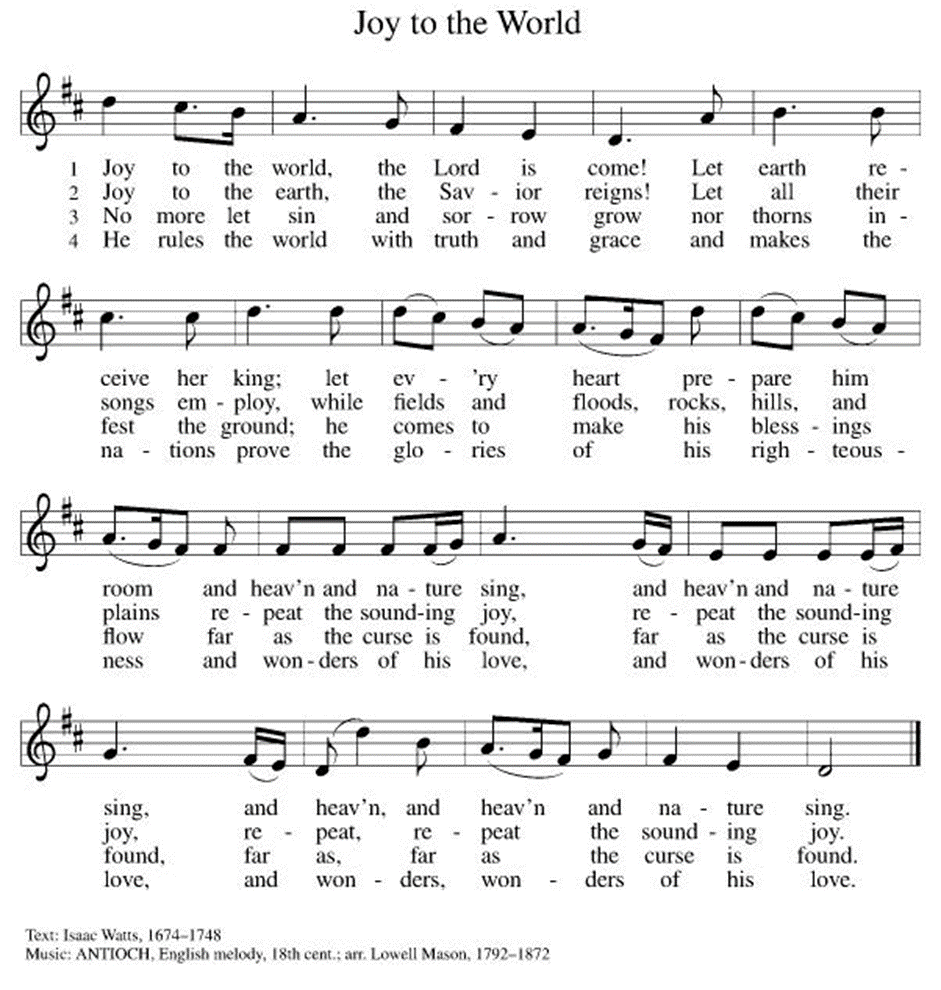 Joy to the World
1 Joy to the world, the Lord is come! Let earth re -
2 Joy to the earth, the Sav - ior reigns! Let all their
3 No more let sin and sor - row grow nor thorns in -
4 He rules the world with truth and grace and makes the
ceive her king; let ev - 'ry heart pre - pare him
songs em - ploy, while fields and floods, rocks, hills, and
fest the ground; he comes to make his bless - ings
na - tions prove the glo - ries of his righ - teous -
room and heav'n and na - ture sing, and heav'n and na - ture
plains re - peat the sound-ing joy, re - peat the sound-ing
flow far as the curse is found, far as the curse is
ness and won - ders of his love, and won - ders of his
sing, and heav'n, and heav'n and na - ture sing.
joy, re - peat, re - peat the sound - ing joy.
found, far as, far as the curse is found.
love, and won - ders, won - ders of his love.
Text: Isaac Watts, 1674–1748
Music: ANTIOCH, English melody, 18th cent.; arr. Lowell Mason, 1792–1872